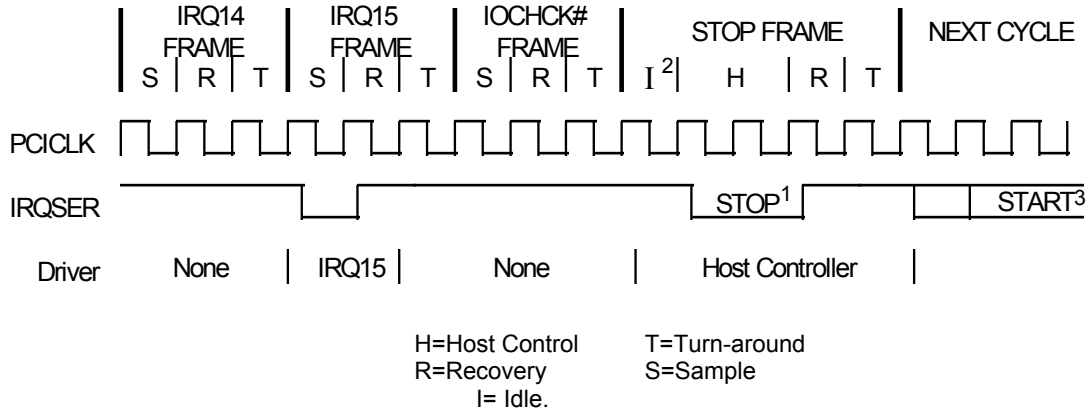 IRQ14 FRAME
IRQ15 FRAME
IOCHCK# FRAME
STOP FRAME
NEXT CYCLE
S R T S R T S R T I 2 H R T
PCICLK
IRQSER STOP1 START3
Driver None IRQ15 None Host Controller
H=Host Control T=Turn-around
R=Recovery S=Sample
I= Idle.